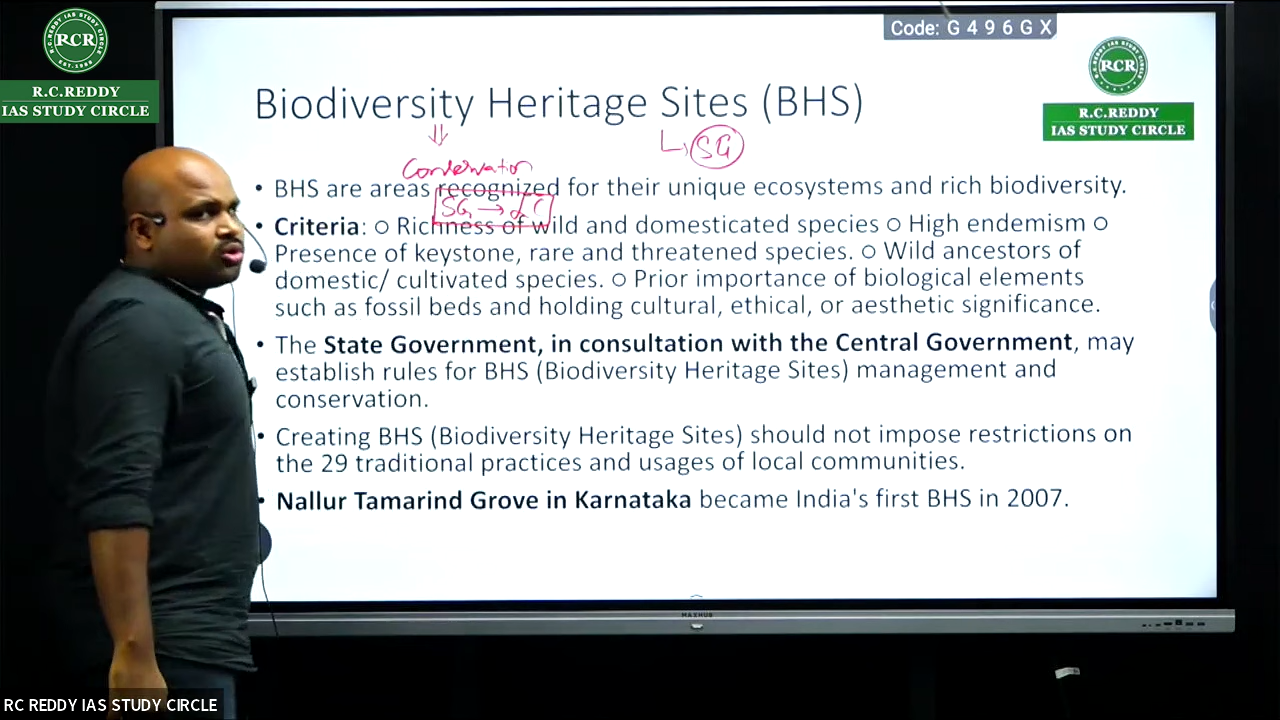 RCR
EST.1989
R.C.REDDY
IAS STUDY CIRCLE
Code: G 4 9 6 G X
RCR
R.C.REDDY
IAS STUDY CIRCLE
Biodiversity Heritage Sites (BHS)
SG
Conservation
• BHS are areas recognized for their unique ecosystems and rich biodiversity.
SG → LC
• Criteria: ○ Richness of wild and domesticated species ○ High endemism ○
Presence of keystone, rare and threatened species. ○ Wild ancestors of
domestic/ cultivated species. ○ Prior importance of biological elements
such as fossil beds and holding cultural, ethical, or aesthetic significance.
• The State Government, in consultation with the Central Government, may
establish rules for BHS (Biodiversity Heritage Sites) management and
conservation.
• Creating BHS (Biodiversity Heritage Sites) should not impose restrictions on
the 29 traditional practices and usages of local communities.
• Nallur Tamarind Grove in Karnataka became India's first BHS in 2007.
MAXHUB
RC REDDY IAS STUDY CIRCLE